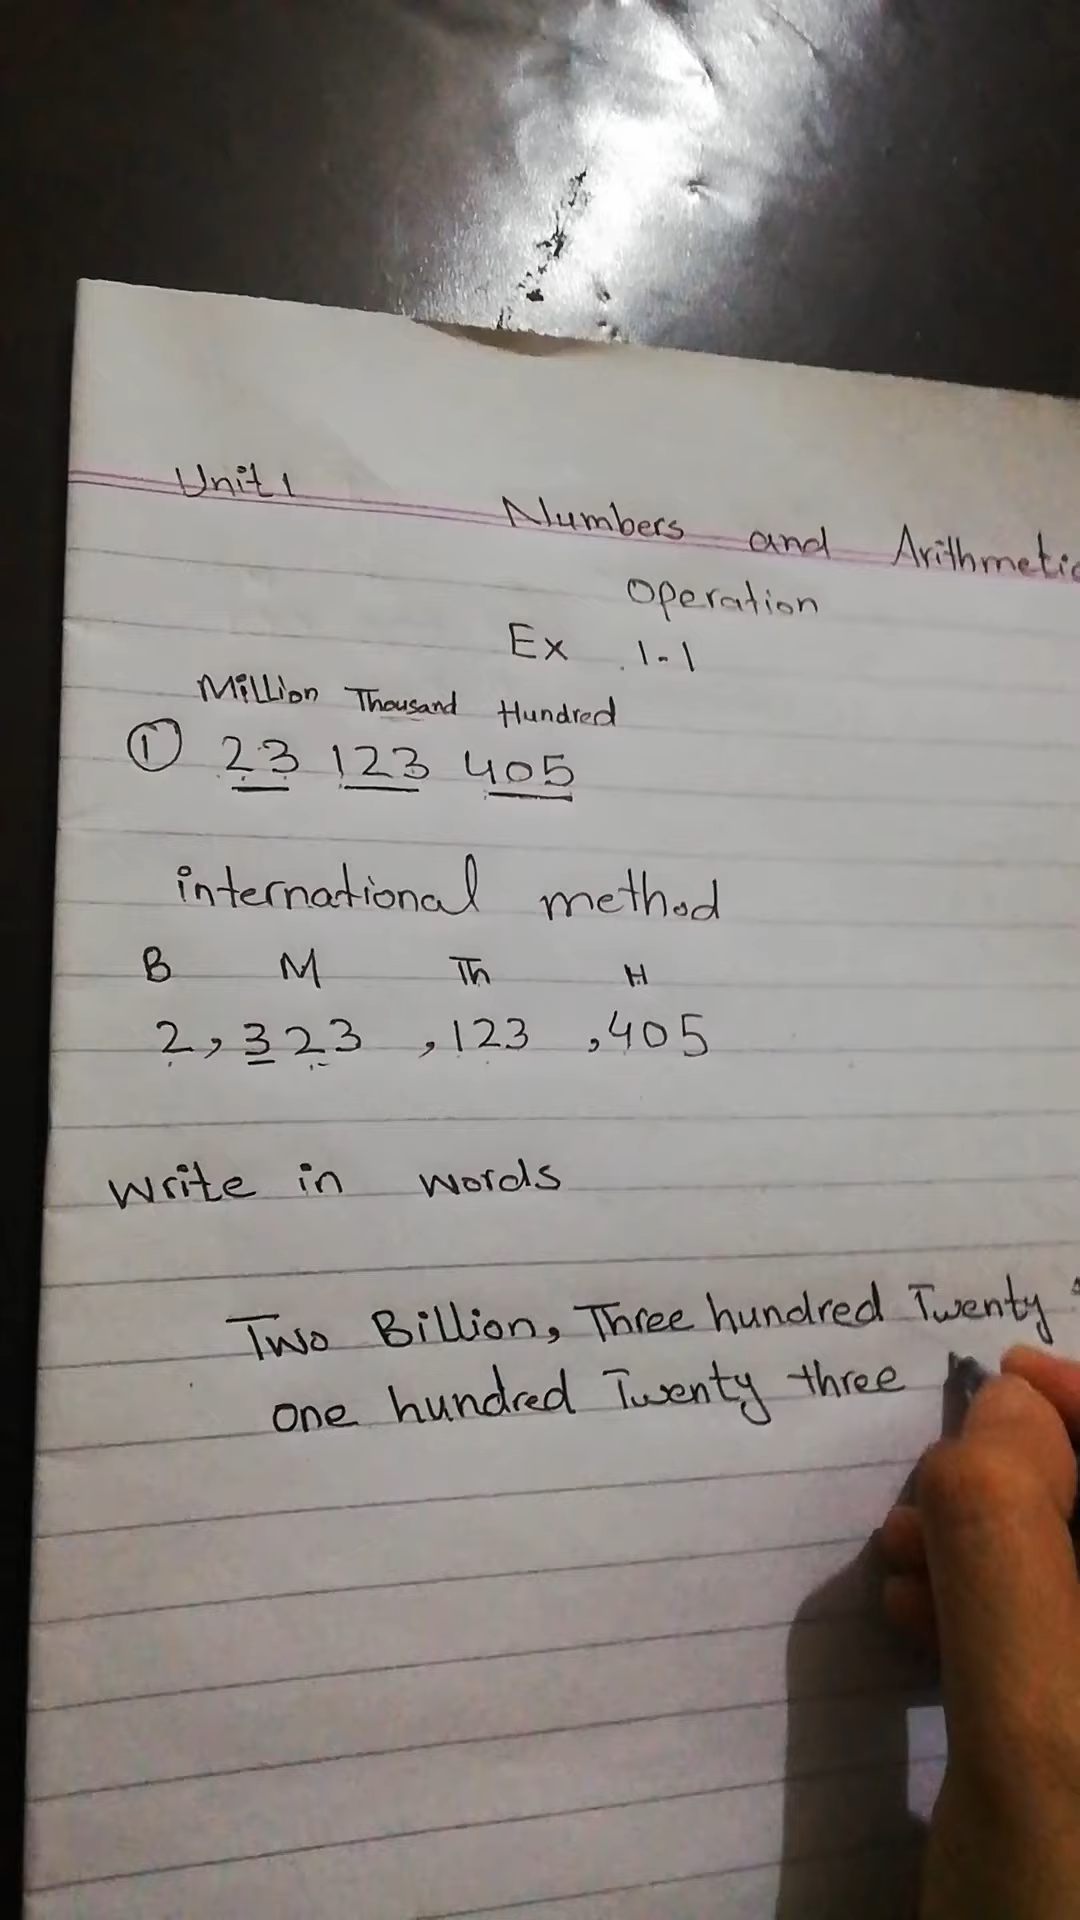 Unit 1
Numbers and Arithmetic
Operation
Ex 1-1
Million Thousand Hundred
① 23 123 405
international method
B M Th H
2, 323 ,123 ,405
write in words
Two Billion, Three hundred Twenty
one hundred Twenty three